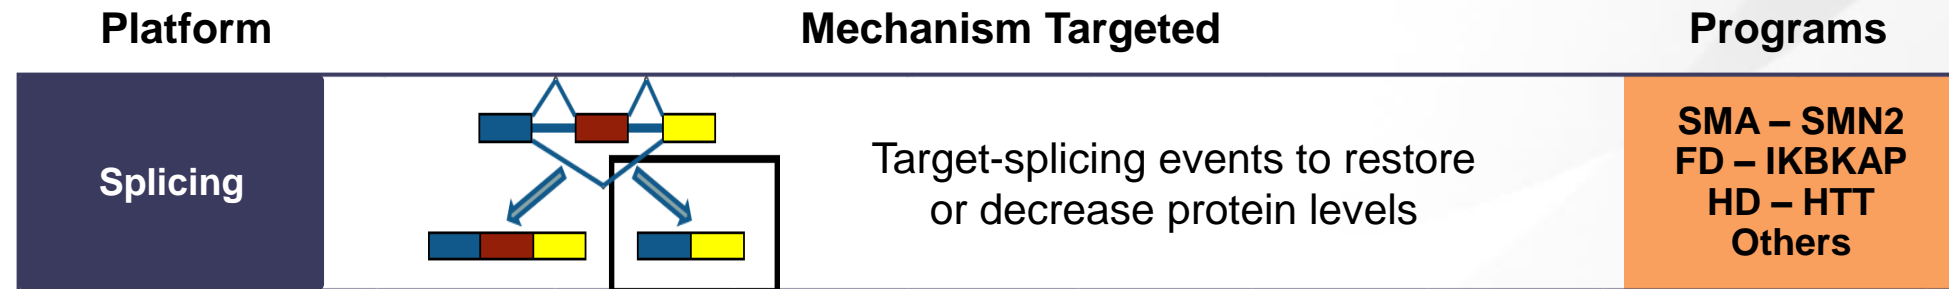 Platform
Mechanism Targeted
Programs
Splicing
Target-splicing events to restore
or decrease protein levels
SMA – SMN2
FD – IKBKAP
HD – HTT
Others